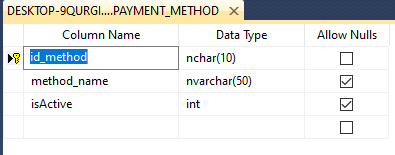 DESKTOP-9QURGI....PAYMENT_METHOD
Column Name Data Type Allow Nulls
id_method nchar(10)
method_name nvarchar(50)
isActive int